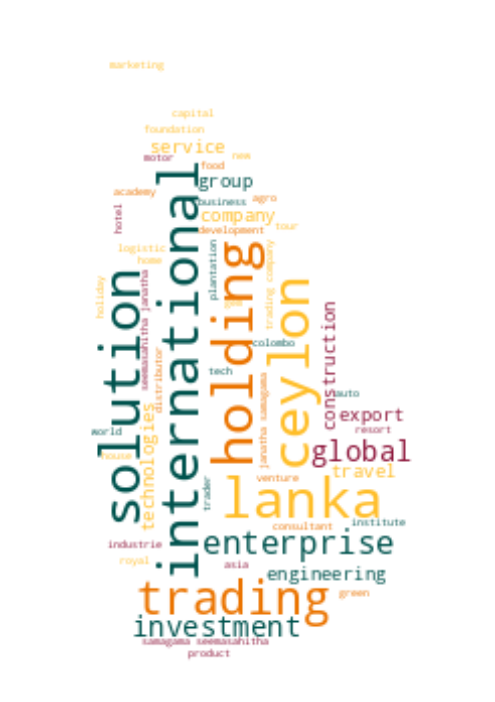 marketing
capital
foundation
service
motor
new
food
group
academy
business
agro
hotel
company
tour
development
international
logistic
home
plantation
holding
trading company
solution
seemasahitha janatha
holiday
ceylon
construction
colombo
distributor
tech
janatha samagama
auto
technologies
export
world
resort
global
house
travel
venture
trader
lanka
consultant
institute
industrie
enterprise
royal
asia
engineering
trading
green
investment
samagama seemasahitha
product